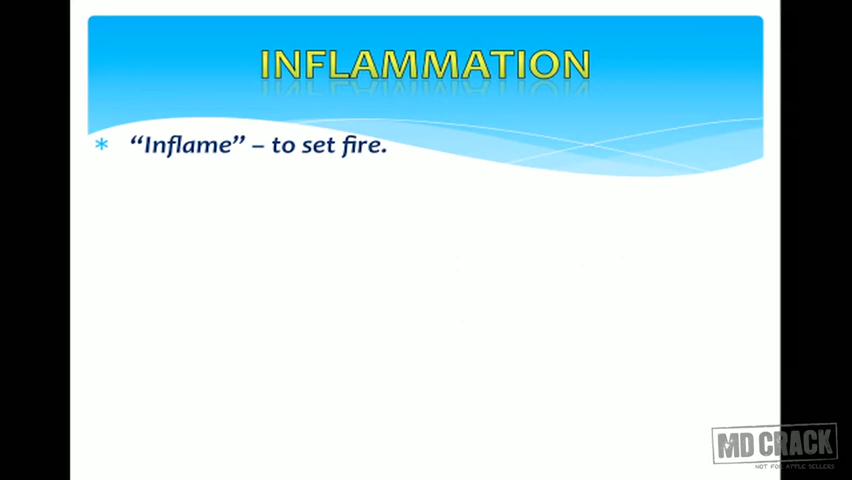 INFLAMMATION
* “Inflame” – to set fire.
MD CRACK
NOT FOR APPLE SELLERS